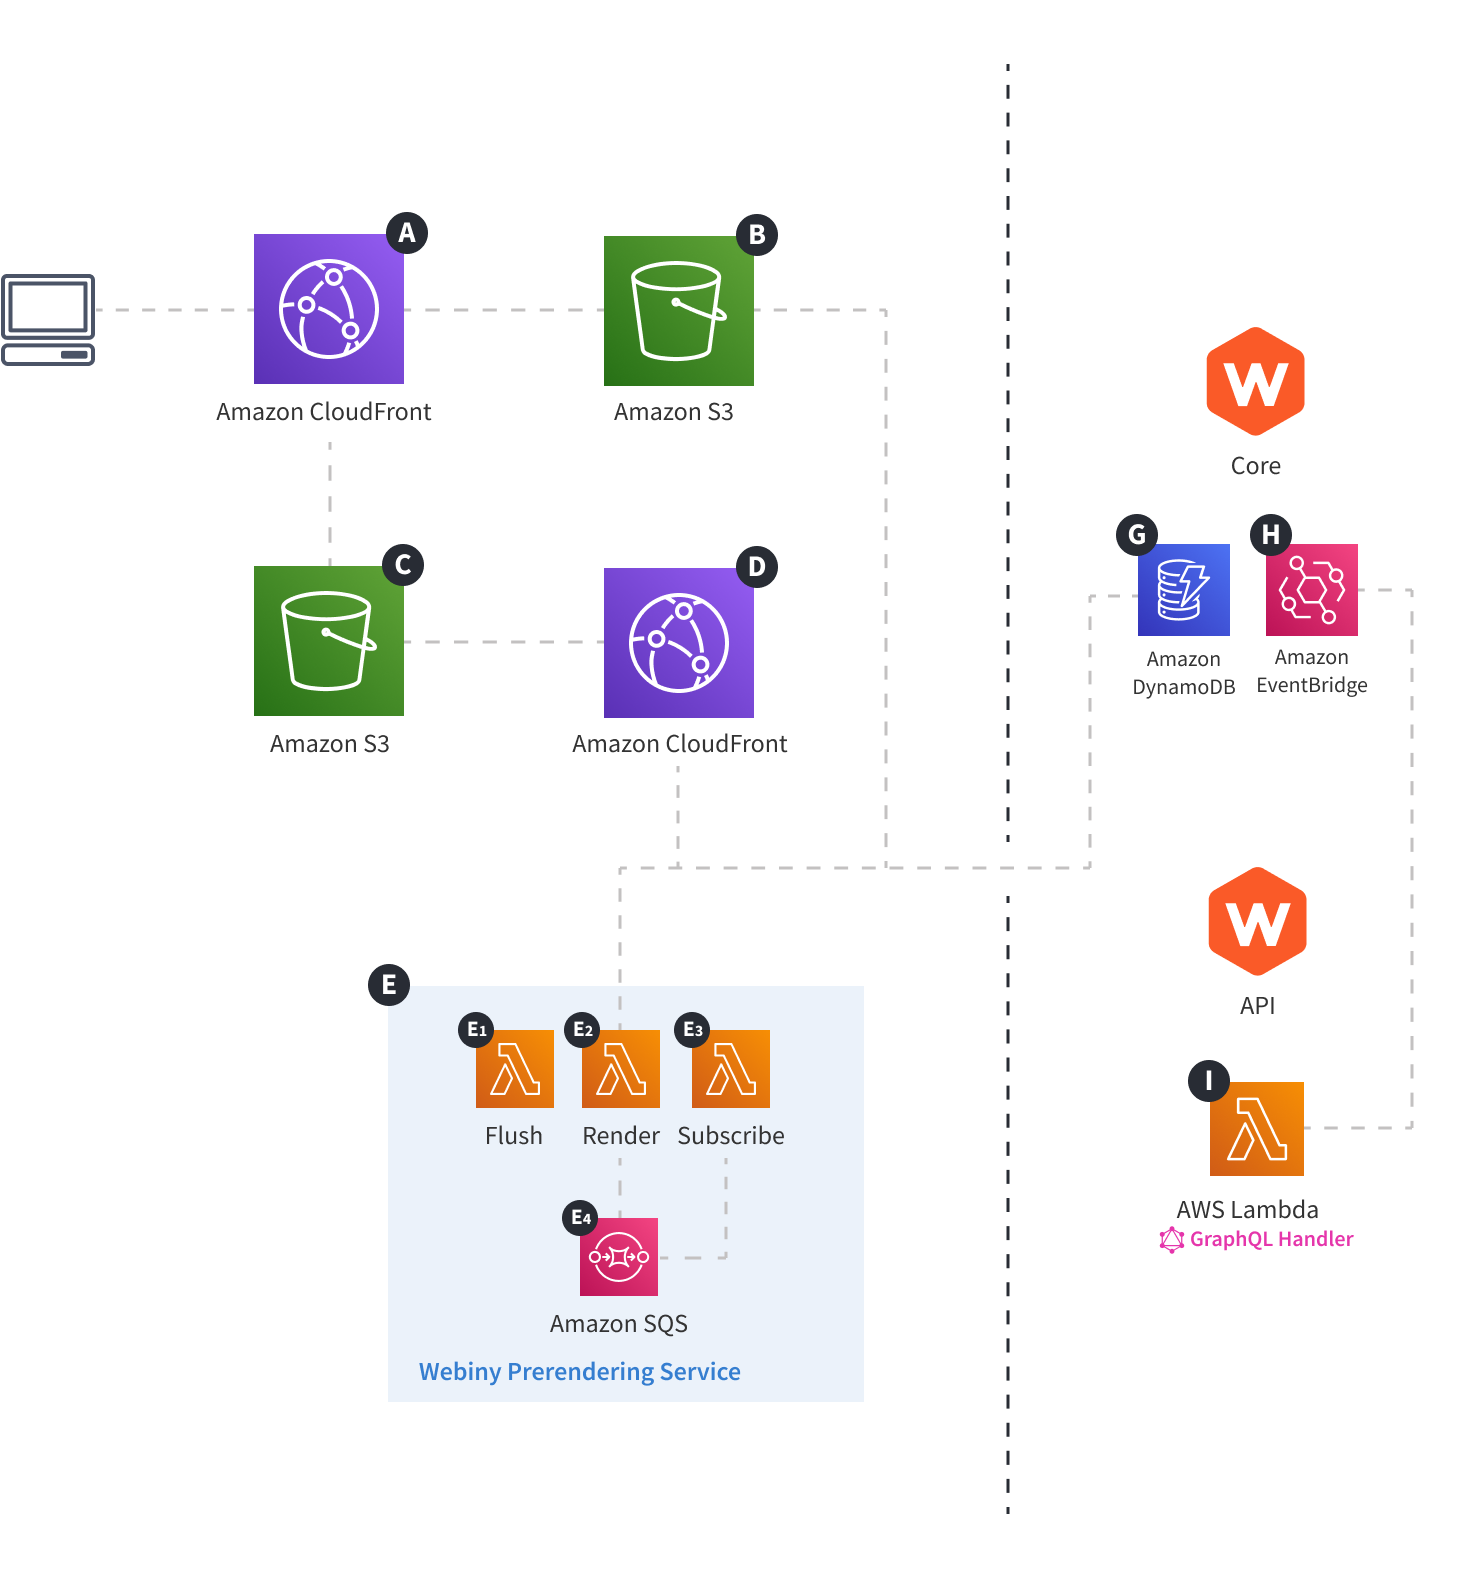 A
B
Amazon CloudFront
Amazon S3
C
D
Amazon S3
Amazon CloudFront
E
E1
E2
E3
Flush
Render
Subscribe
E4
Amazon SQS
Webiny Prerendering Service
W
Core
G
H
Amazon
DynamoDB
Amazon
EventBridge
W
API
I
AWS Lambda
GraphQL Handler